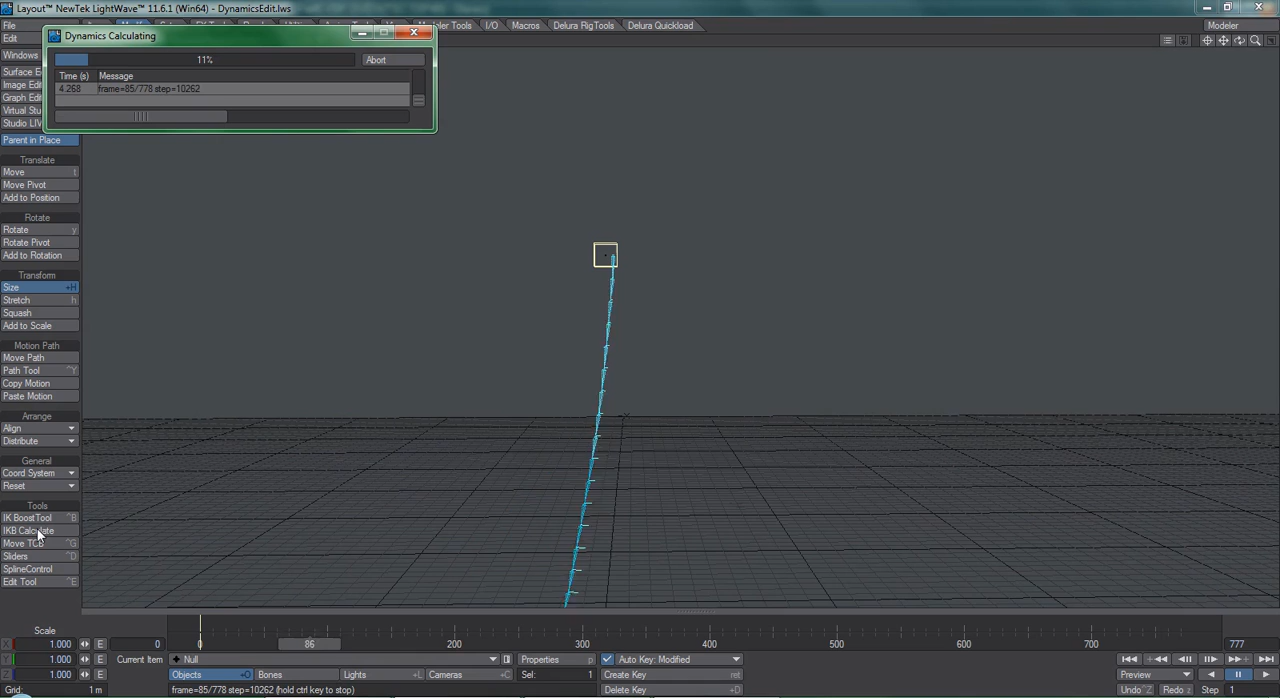 Layout™ NewTek LightWave™ 11.6.1 (Win64) - DynamicsEdit.lws
File
Modeler Tools
I/O
Macros
Delura RigTools
Delura Quickload
Modeler
Edit
Dynamics Calculating
Windows
11%
Abort
Surface E
Time (s) Message
Image Edit
4.268 frame=85/778 step=10262
Graph Edi
Virtual Stu
Studio LIV
Parent in Place
Translate
Move t
Move Pivot
Add to Position
Rotate
Rotate y
Rotate Pivot
Add to Rotation
Transform
Size +H
Stretch h
Squash
Add to Scale
Motion Path
Move Path
Path Tool ^Y
Copy Motion
Paste Motion
Arrange
Align
Distribute
General
Coord System
Reset
Tools
IK BoostTool ^B
IKB Calculate
Move TCB ^G
Sliders ^D
SplineControl
Edit Tool ^E
Scale
X 1.000 E 0
0 86 200 300 400 500 600 700 777
Y 1.000 E Current Item Null Properties p Auto Key: Modified
Z 1.000 E Objects +O Bones Lights +L Cameras Sel: 1 Create Key ret Preview
Grid: 1 m frame=85/778 step=10262 (hold ctrl key to stop) Delete Key +D Undo ^Z Redo z Step 1